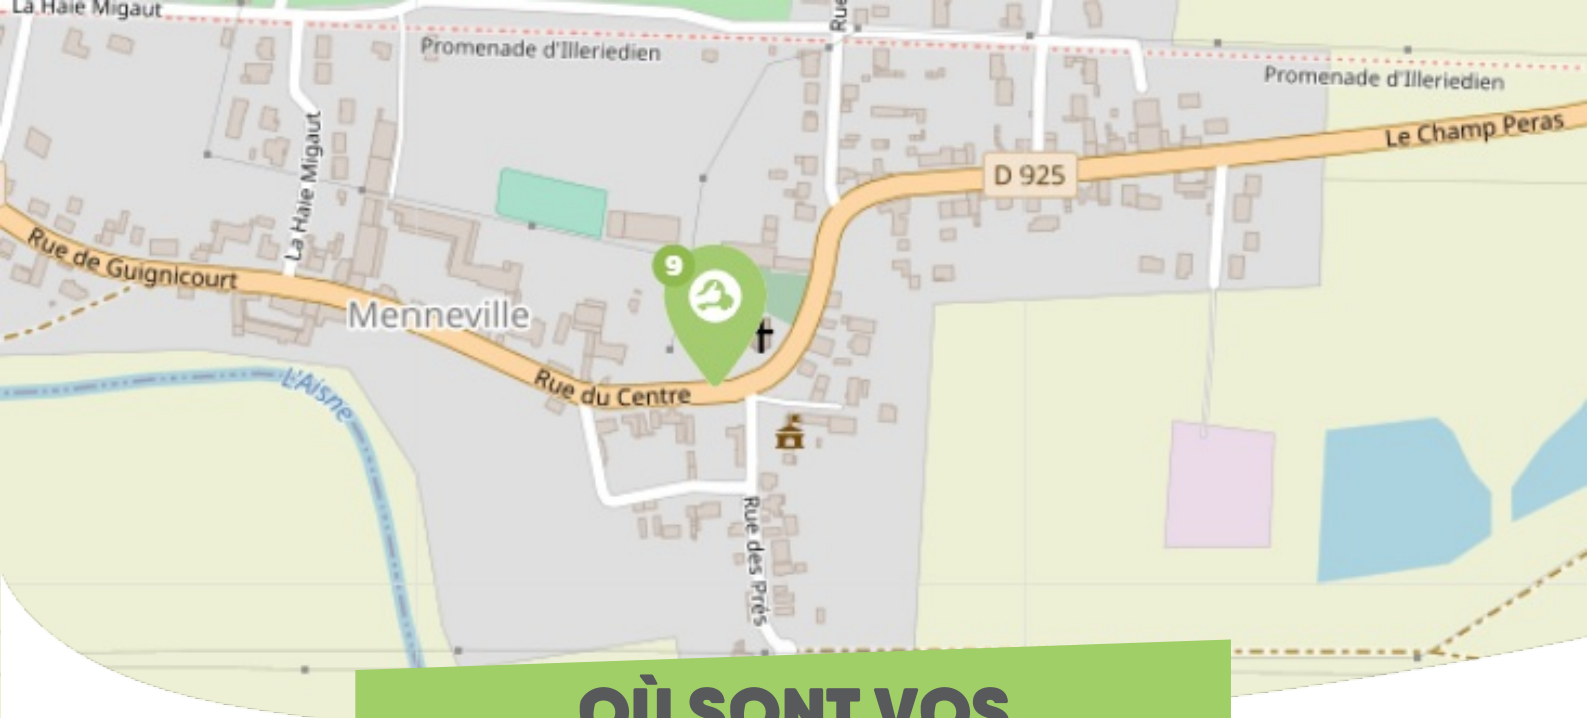 La Haie Migaut
Rue
Promenade d'Illeriedien
Promenade d'Illeriedien
Le Champ Peras
D 925
La Haie Migaut
Rue de Guignicourt
9
Menneville
L'Aisne
Rue du Centre
Rue des Prés
OÙ SONT VOS